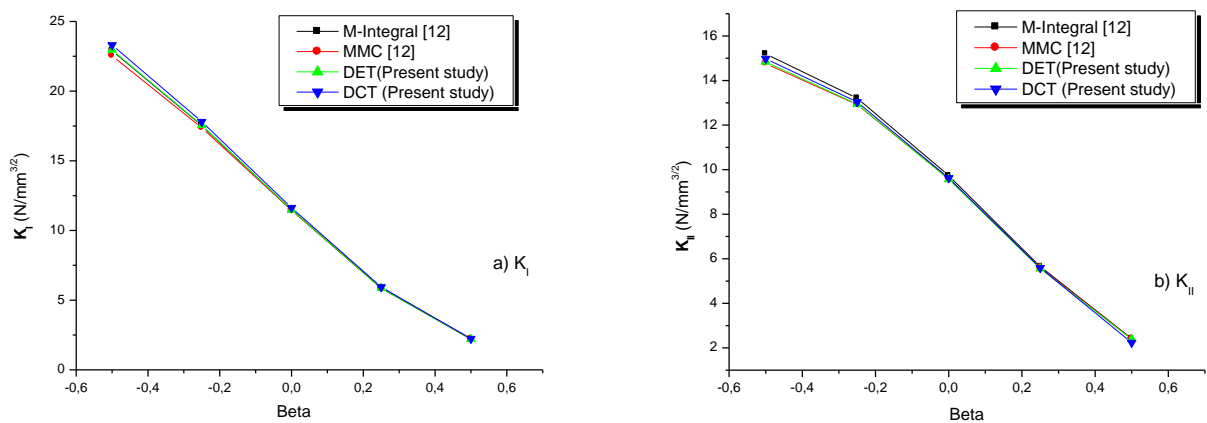 M-Integral [12]
MMC [12]
DET(Present study)
DCT (Present study)
25
20
15
10
5
0
K_I (N/mm^3/2)
a) K_I
-0,6 -0,4 -0,2 0,0 0,2 0,4 0,6
Beta
M-Integral [12]
MMC [12]
DET(Present study)
DCT (Present study)
16
14
12
10
8
6
4
2
K_II (N/mm^3/2)
b) K_II
-0,6 -0,4 -0,2 0,0 0,2 0,4 0,6
Beta